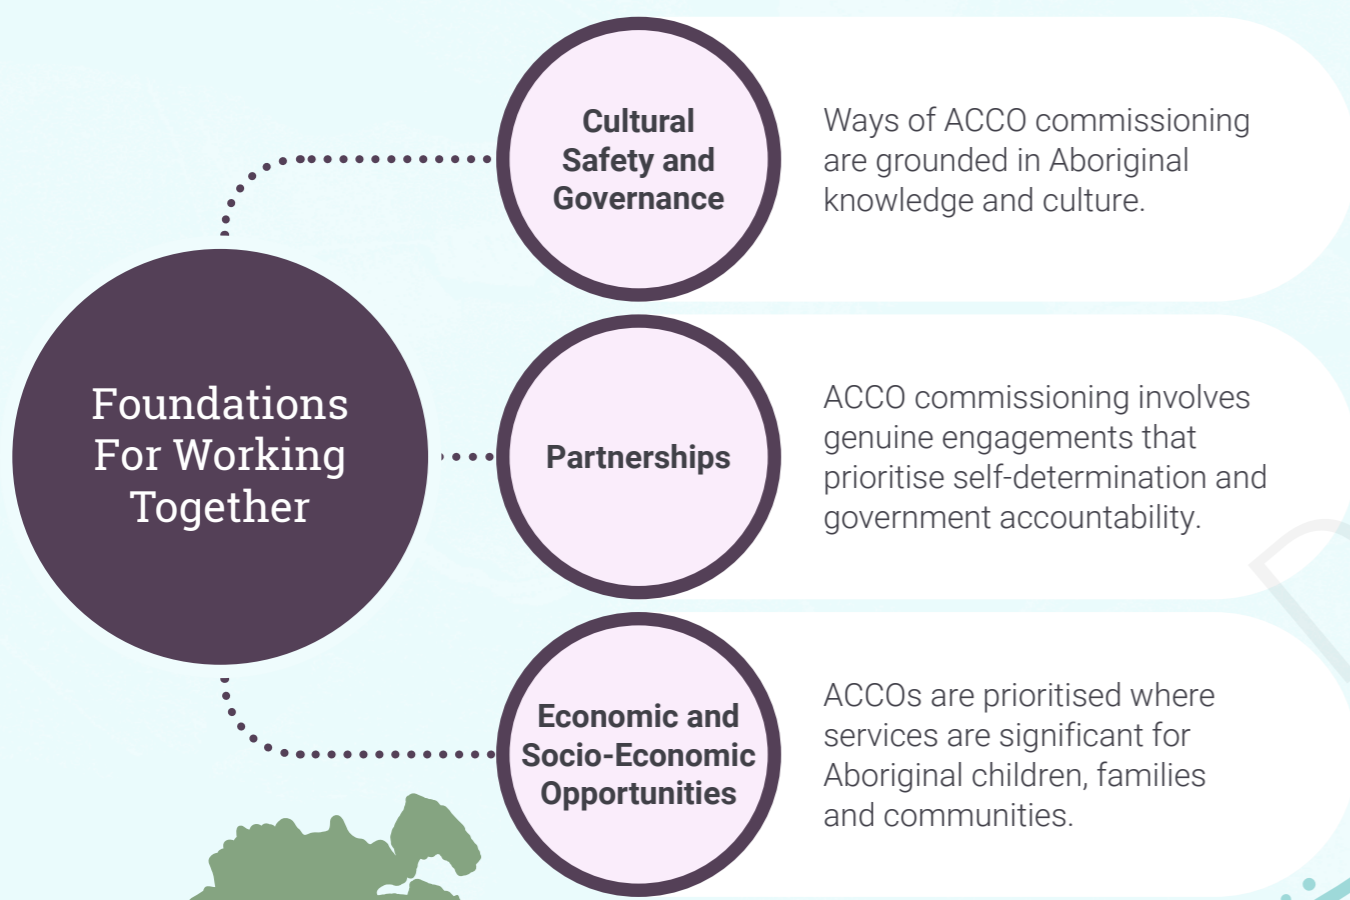 Foundations
For Working
Together
Cultural
Safety and
Governance
Ways of ACCO commissioning
are grounded in Aboriginal
knowledge and culture.
Partnerships
ACCO commissioning involves
genuine engagements that
prioritise self-determination and
government accountability.
Economic and
Socio-Economic
Opportunities
ACCOs are prioritised where
services are significant for
Aboriginal children, families
and communities.